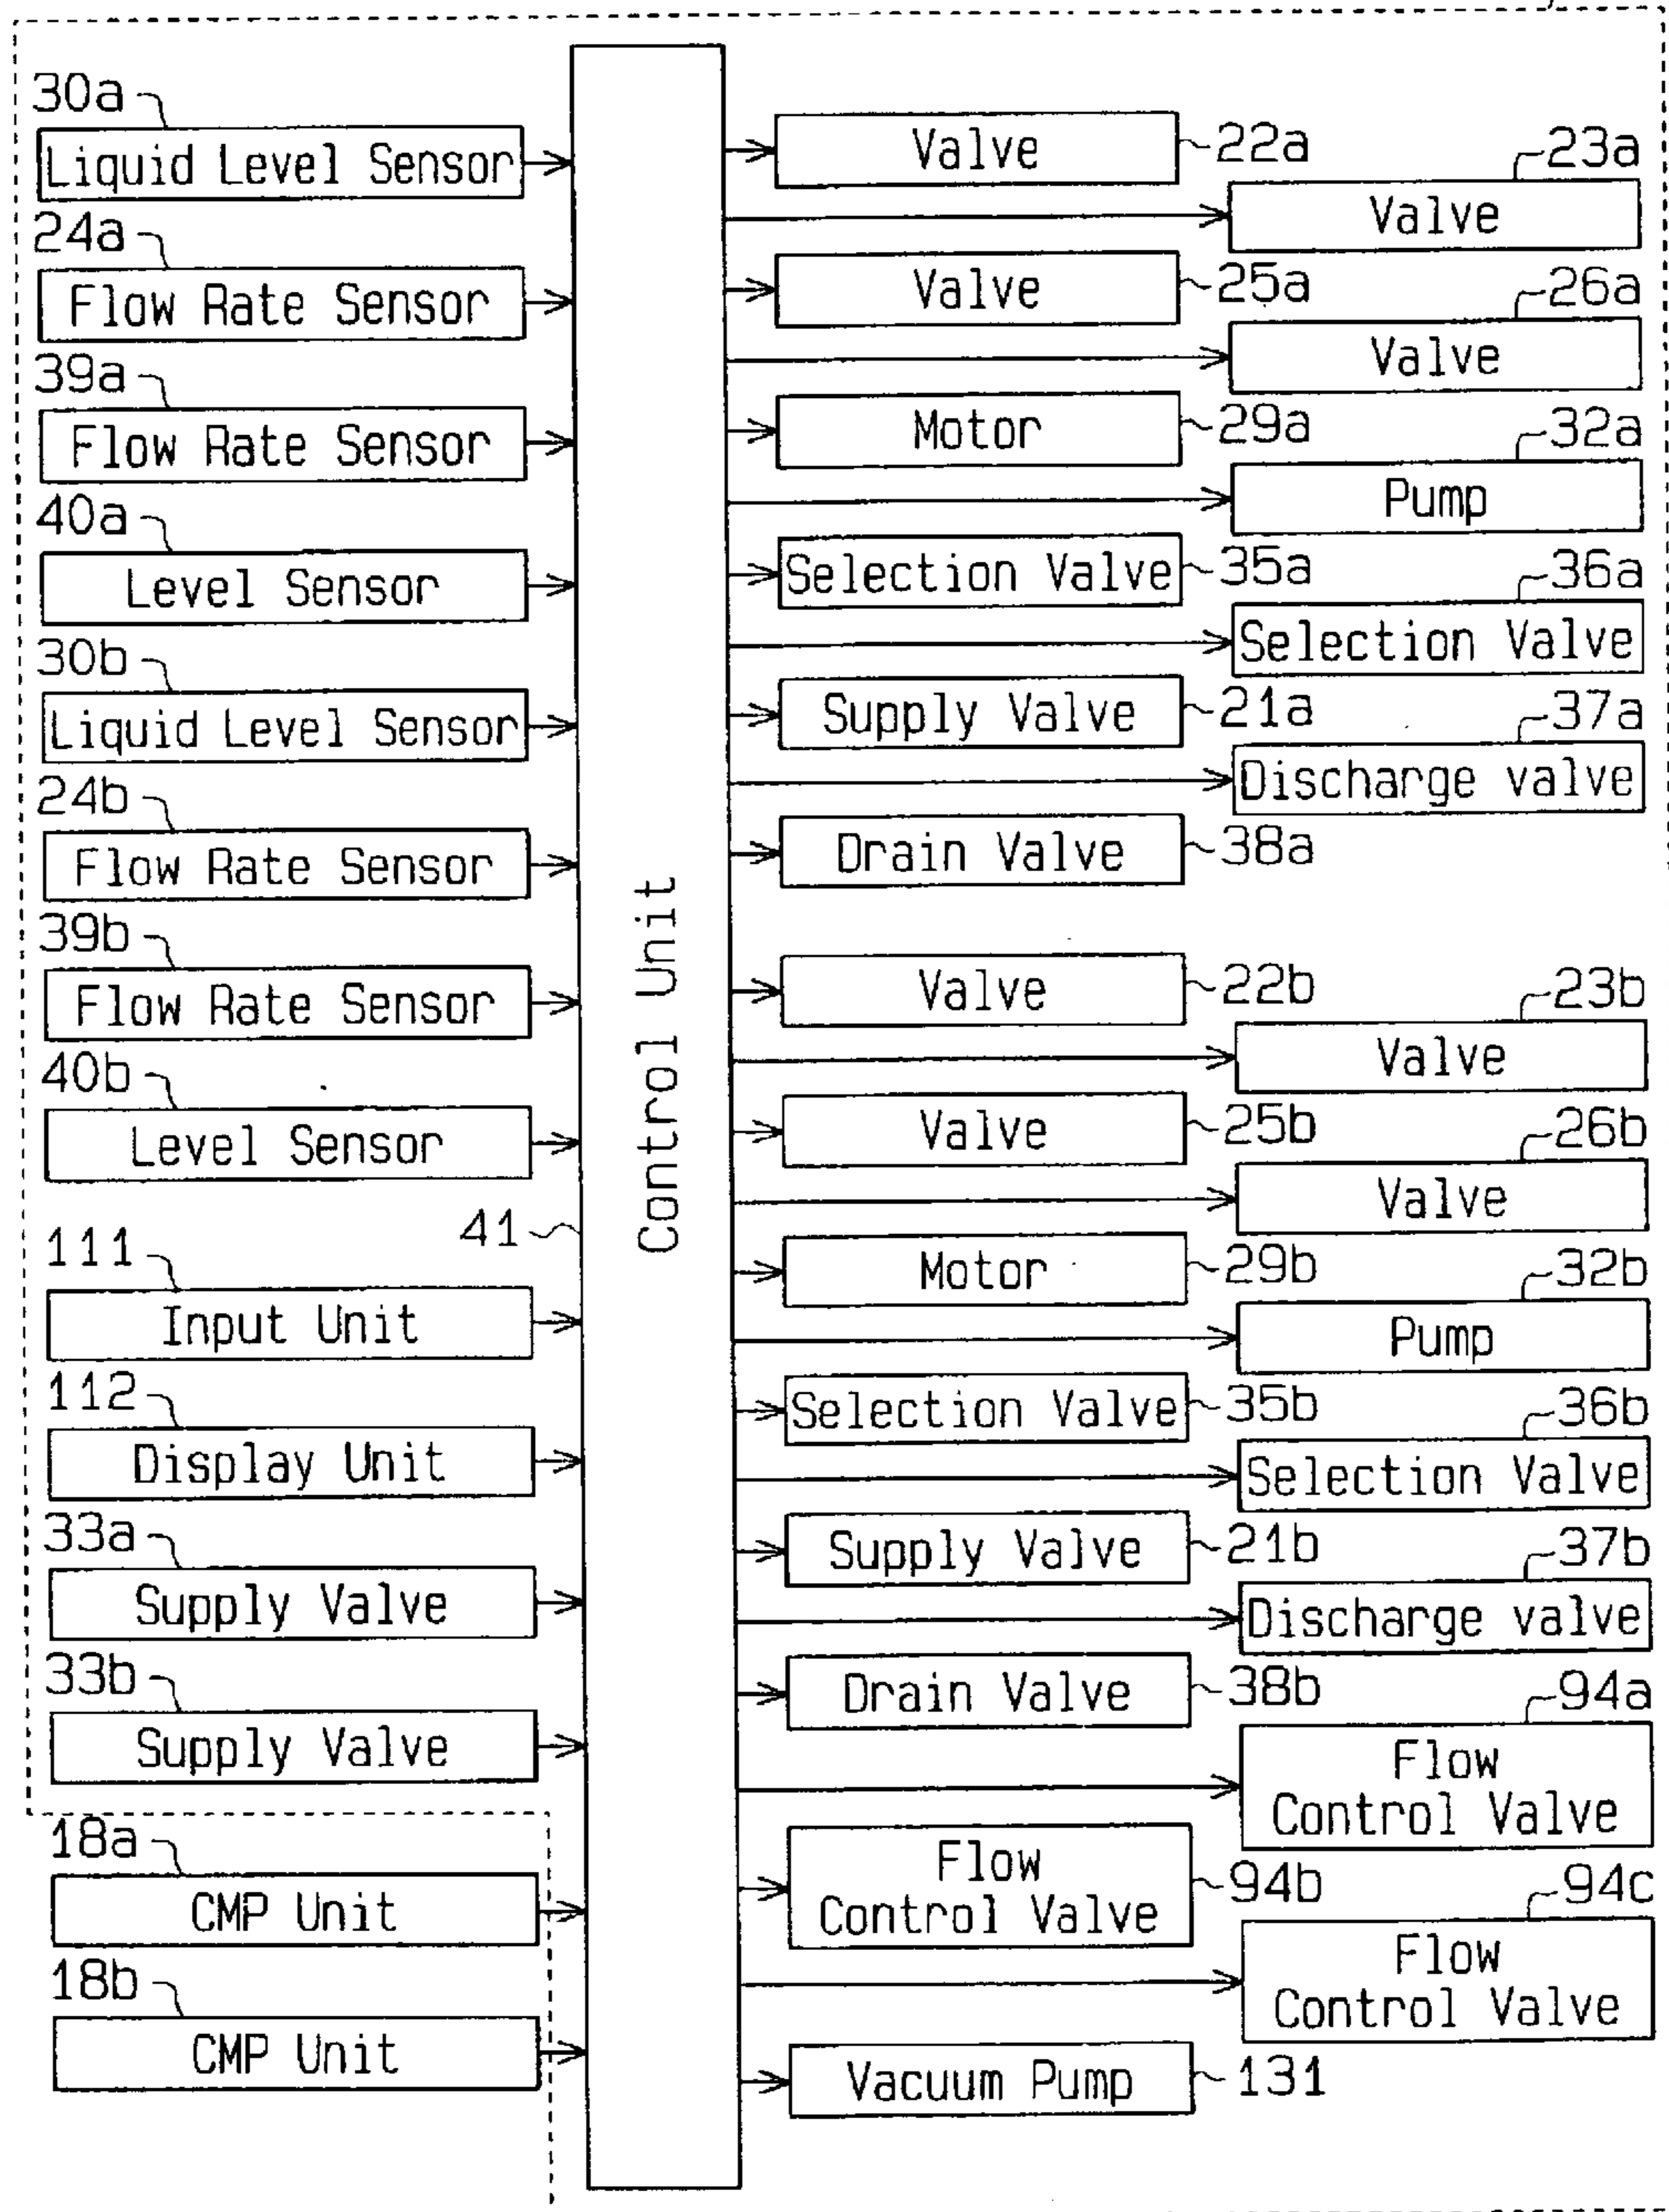 30a
Liquid Level Sensor
24a
Flow Rate Sensor
39a
Flow Rate Sensor
40a
Level Sensor
30b
Liquid Level Sensor
24b
Flow Rate Sensor
39b
Flow Rate Sensor
40b
Level Sensor
111
Input Unit
112
Display Unit
33a
Supply Valve
33b
Supply Valve
18a
CMP Unit
18b
CMP Unit
41
Control Unit
Valve
22a
23a
Valve
Valve
25a
26a
Valve
Motor
29a
32a
Pump
Selection Valve
35a
36a
Selection Valve
Supply Valve
21a
37a
Discharge valve
Drain Valve
38a
Valve
22b
23b
Valve
Valve
25b
26b
Valve
Motor
29b
32b
Pump
Selection Valve
35b
36b
Selection Valve
Supply Valve
21b
37b
Discharge valve
Drain Valve
38b
94a
Flow
Control Valve
Flow
Control Valve
94b
94c
Flow
Control Valve
Vacuum Pump
131